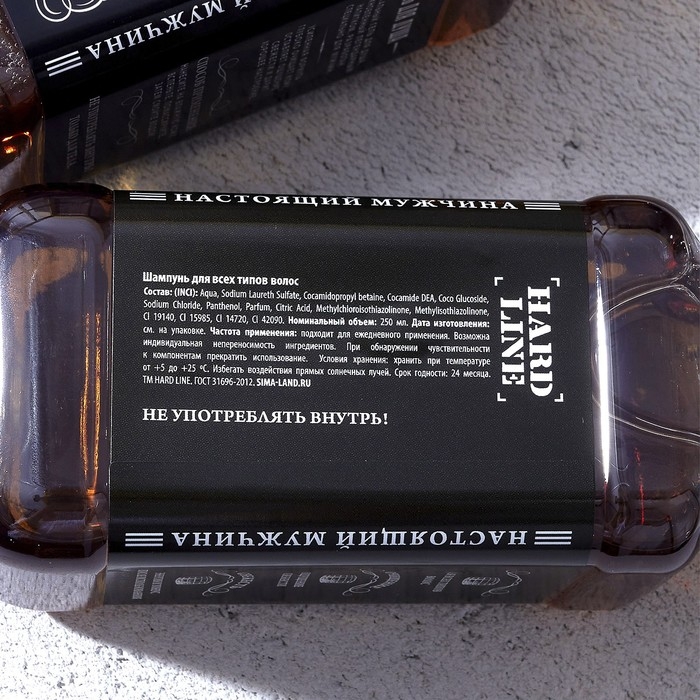 НАСТОЯЩИЙ МУЖЧИНА
Шампунь для всех типов волос
Состав: (INCI): Aqua, Sodium Laureth Sulfate, Cocamidopropyl betaine, Cocamide DEA, Coco Glucoside,
Sodium Chloride, Panthenol, Parfum, Citric Acid, Methylchloroisothiazolinone, Methylisothiazolinone,
CI 19140, CI 15985, CI 14720, CI 42090. Номинальный объем: 250 мл. Дата изготовления:
см. на упаковке. Частота применения: подходит для ежедневного применения. Возможна
индивидуальная непереносимость ингредиентов. При обнаружении чувствительности
к компонентам прекратить использование. Условия хранения: хранить при температуре
от +5 до +25 ºС. Избегать воздействия прямых солнечных лучей. Срок годности: 24 месяца.
ТМ HARD LINE. ГОСТ 31696-2012. SIMA-LAND.RU
НЕ УПОТРЕБЛЯТЬ ВНУТРЬ!
HARD
LINE
НАСТОЯЩИЙ МУЖЧИНА
Й МУЖЧИНА